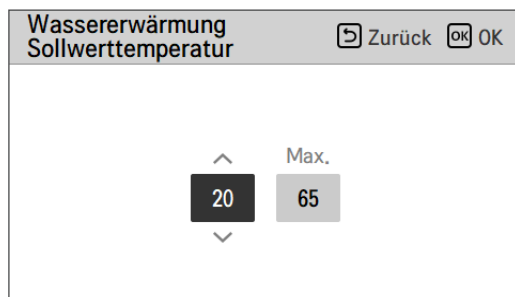 Wassererwärmung
Sollwerttemperatur
Zurück OK OK
Max.
20 65